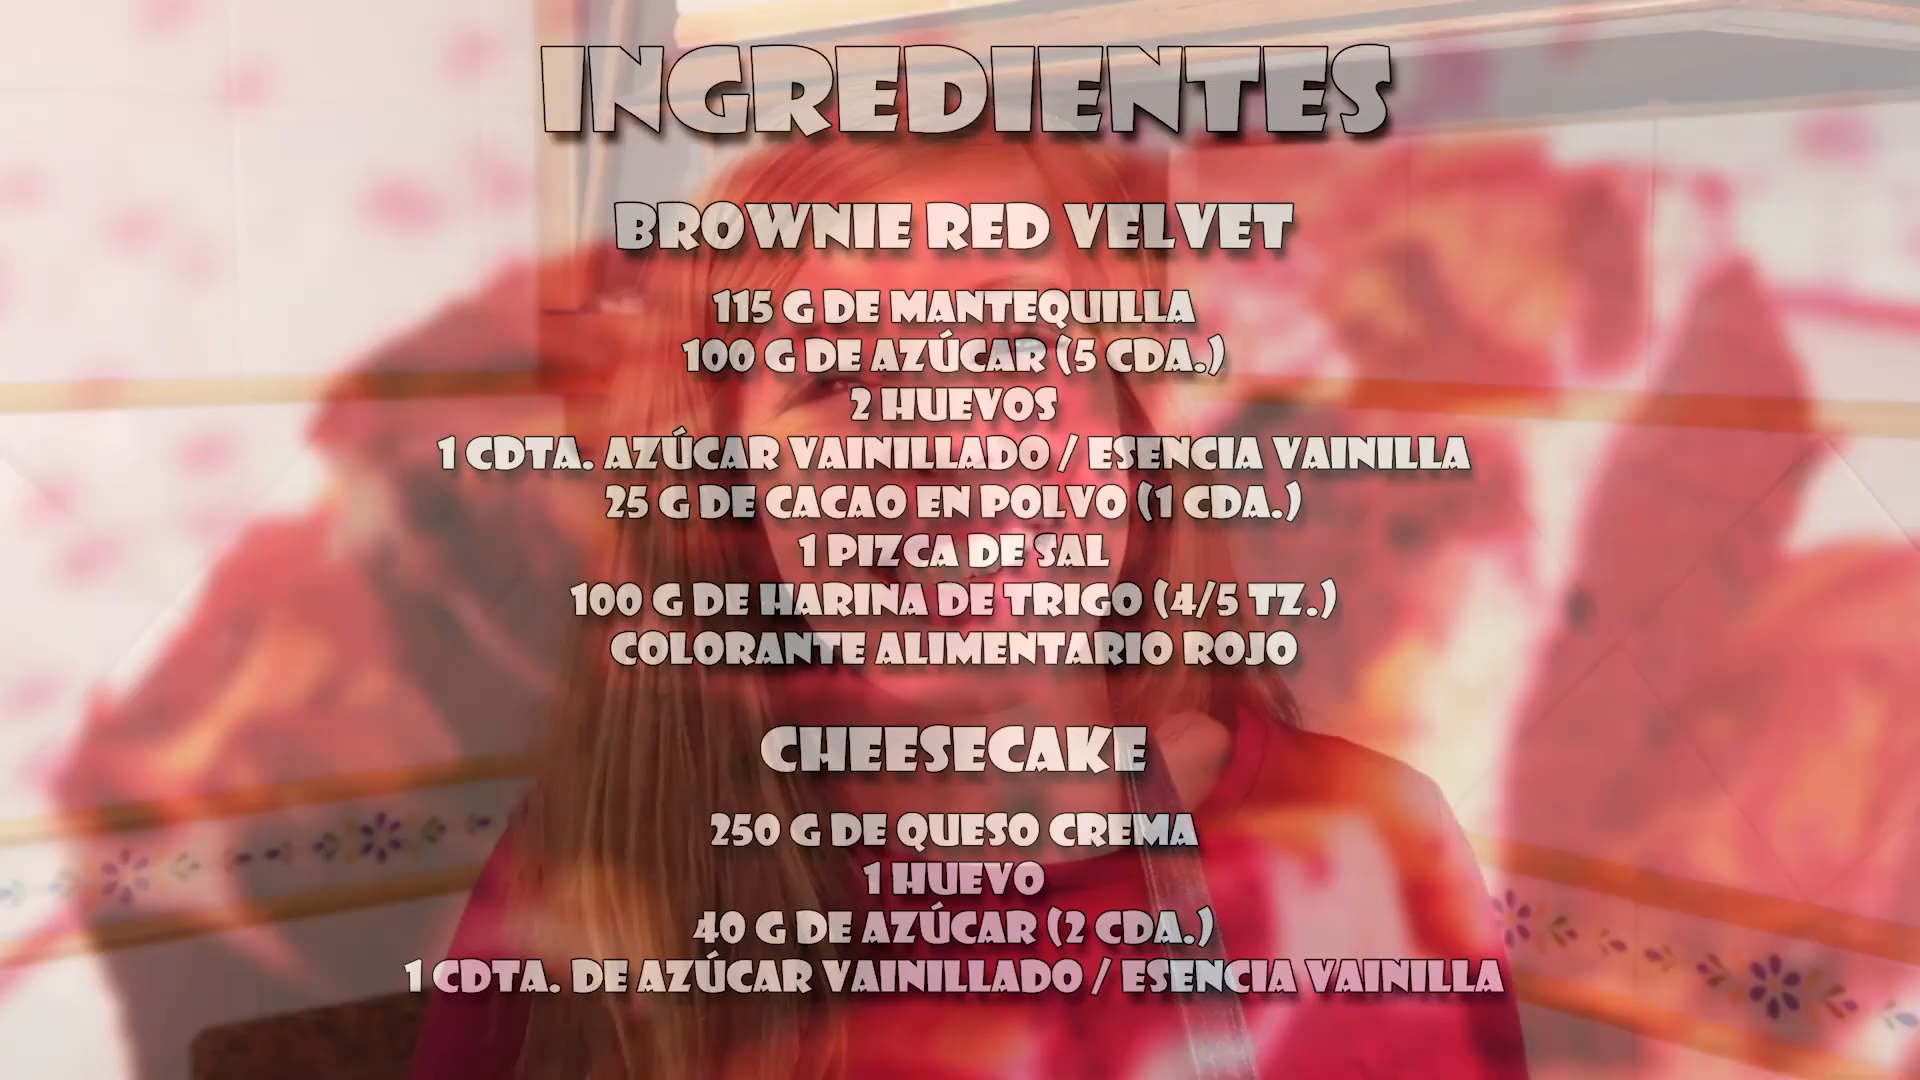 INGREDIENTES
BROWNIE RED VELVET
115 G DE MANTEQUILLA
100 G DE AZÚCAR (5 CDA.)
2 HUEVOS
1 CDTA. AZÚCAR VAINILLADO / ESENCIA VAINILLA
25 G DE CACAO EN POLVO (1 CDA.)
1 PIZCA DE SAL
100 G DE HARINA DE TRIGO (4/5 TZ.)
COLORANTE ALIMENTARIO ROJO
CHEESECAKE
250 G DE QUESO CREMA
1 HUEVO
40 G DE AZÚCAR (2 CDA.)
1 CDTA. DE AZÚCAR VAINILLADO / ESENCIA VAINILLA